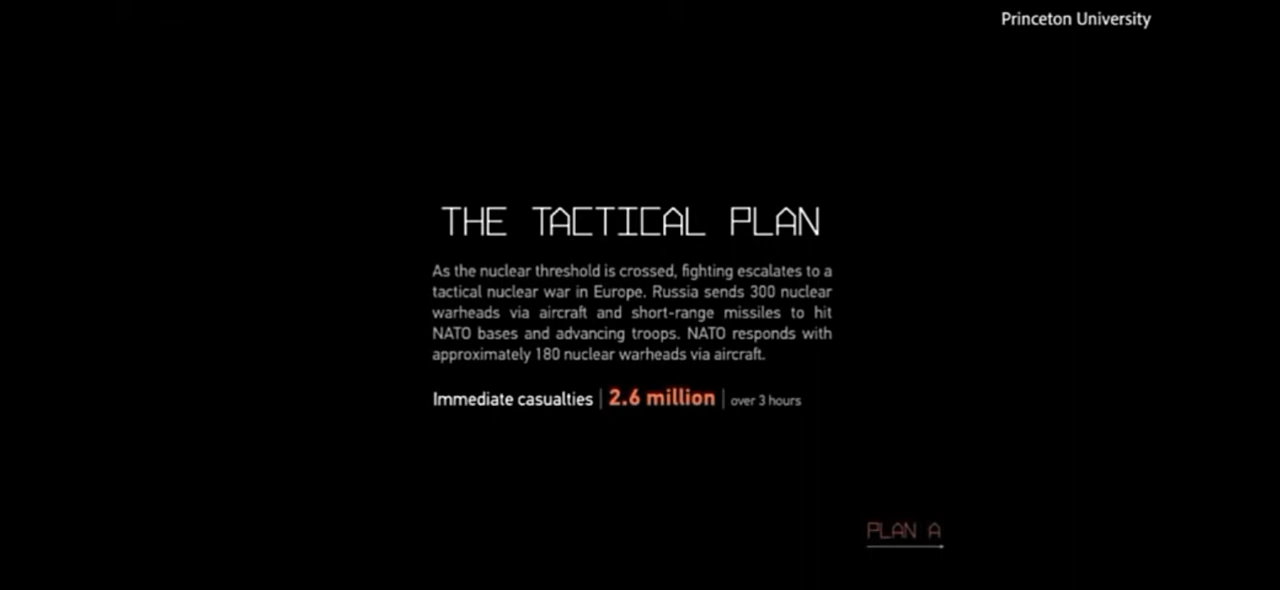 Princeton University
THE TACTICAL PLAN
As the nuclear threshold is crossed, fighting escalates to a
tactical nuclear war in Europe. Russia sends 300 nuclear
warheads via aircraft and short-range missiles to hit
NATO bases and advancing troops. NATO responds with
approximately 180 nuclear warheads via aircraft.
Immediate casualties | 2.6 million | over 3 hours
PLAN A